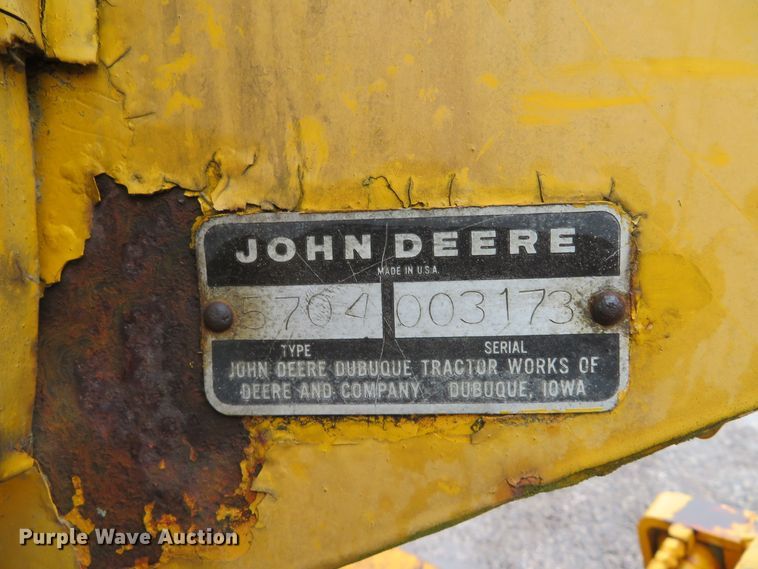 JOHN DEERE
MADE IN U.S.A.
5704 003173
TYPE SERIAL
JOHN DEERE DUBUQUE TRACTOR WORKS OF
DEERE AND COMPANY DUBUQUE, IOWA
Purple Wave Auction